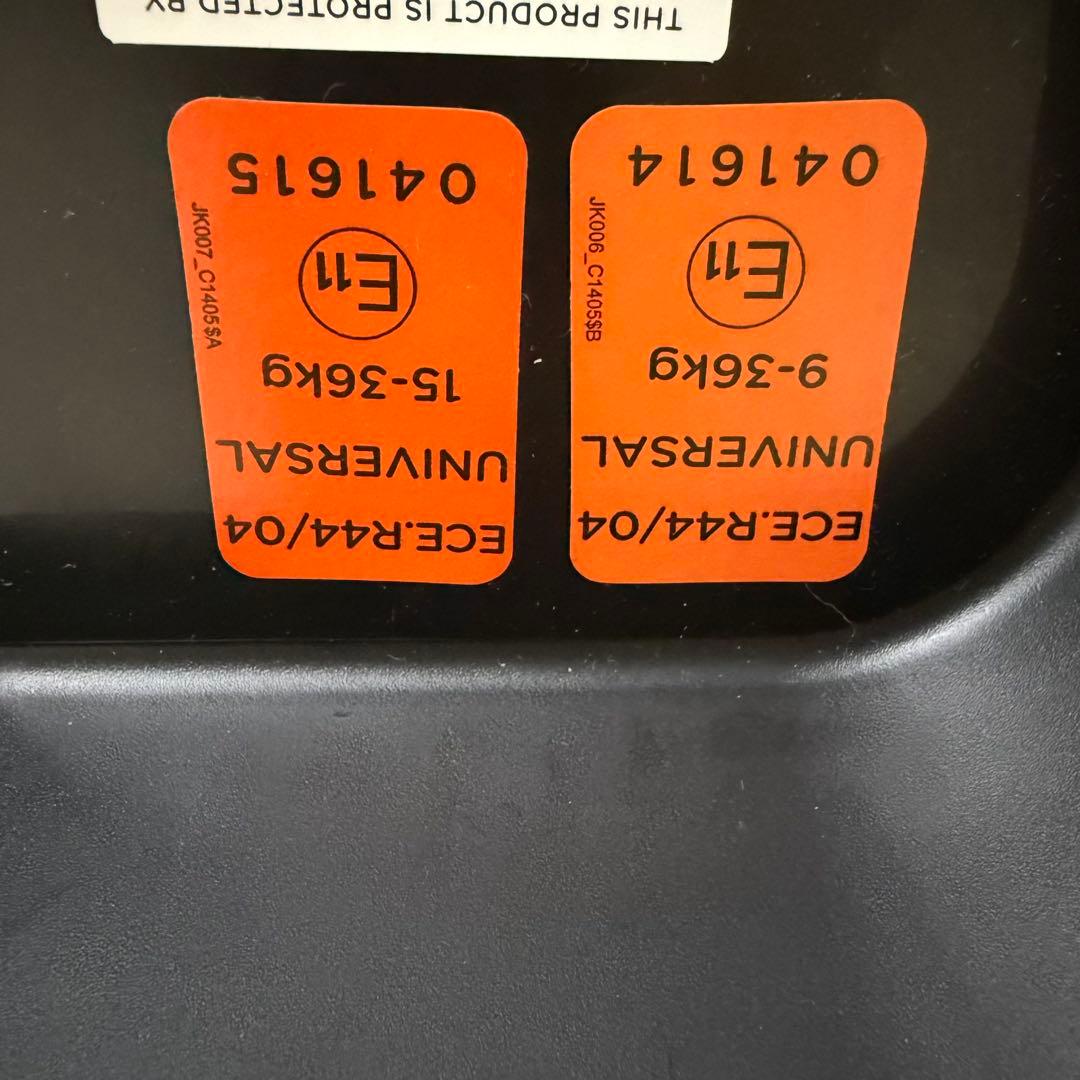 THIS PRODUCT IS PROTECTED BY
ECE.R44/04
UNIVERSAL
9-36kg
E11
041614
JK006_C1405$B
ECE.R44/04
UNIVERSAL
15-36kg
E11
041615
JK007_C1405$A